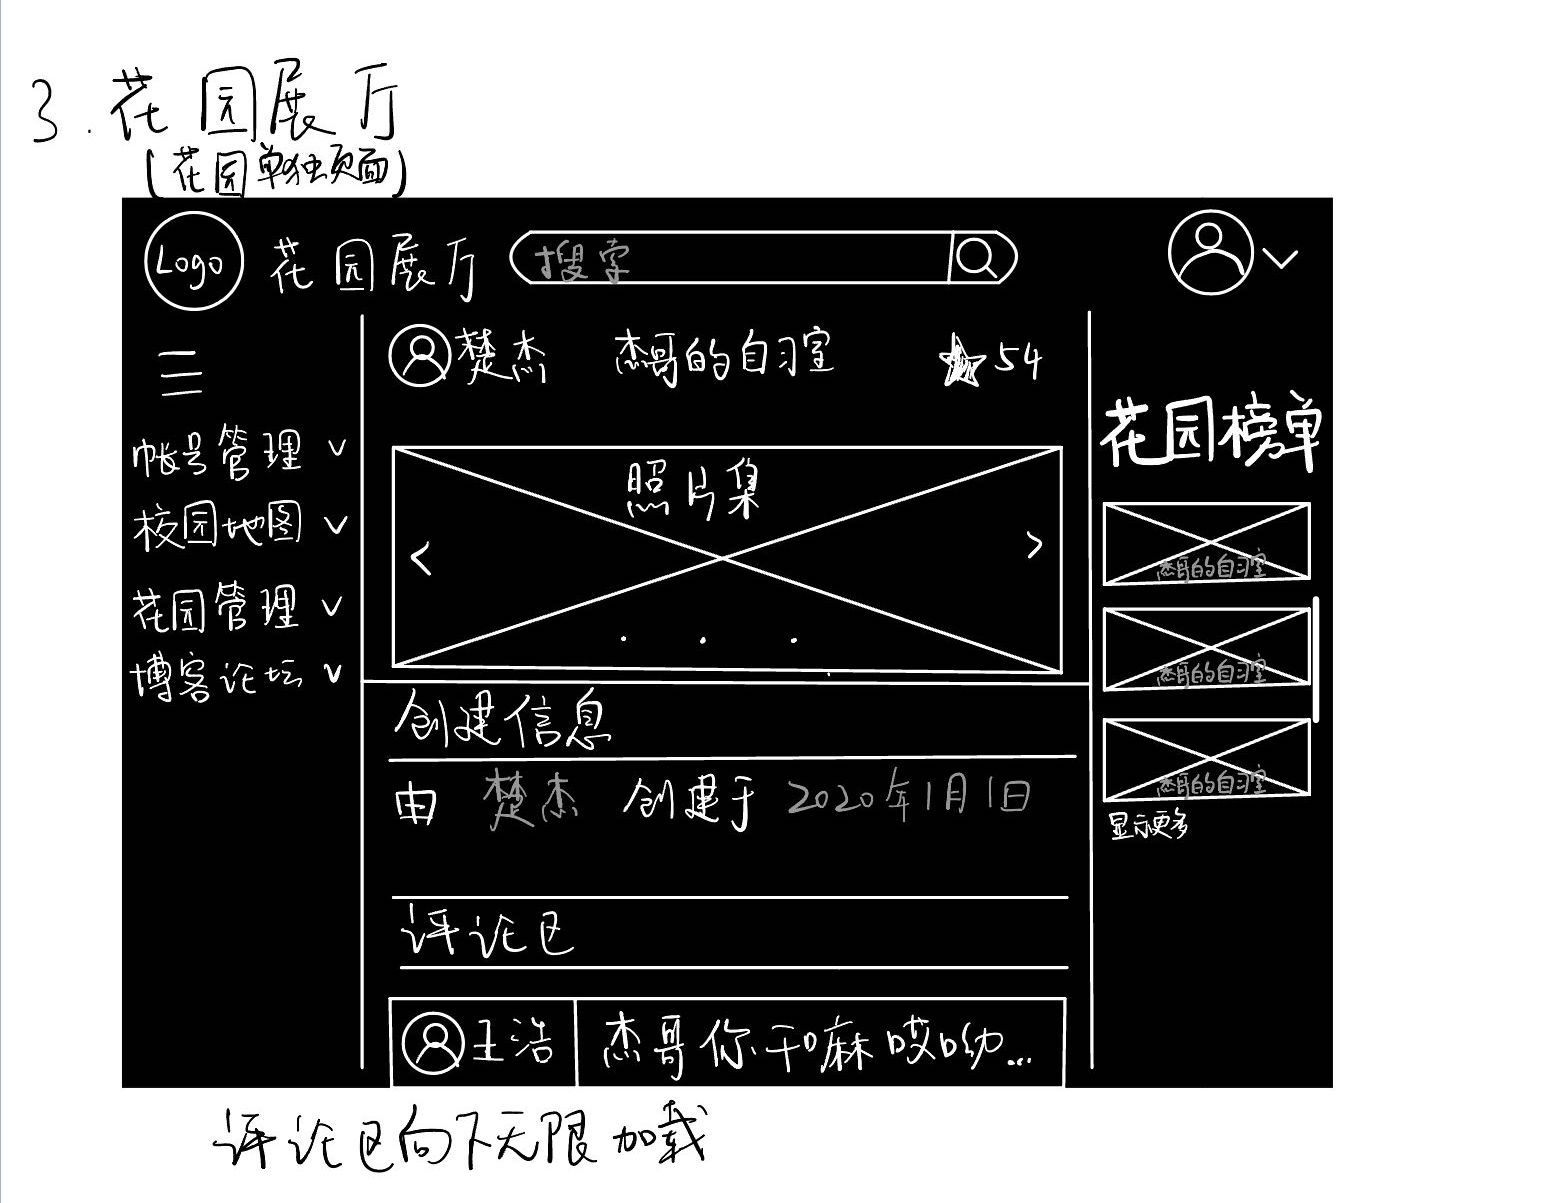 3.花园展厅
(花园单独页面)
Logo 花园展厅 搜索
楚杰 杰哥的自习室 54
帐号管理
校园地图
花园管理
博客论坛
照片集
创建信息
由 楚杰 创建于 2020年1月1日
评论区
王浩 杰哥你干嘛哎呦...
花园榜单
杰哥的自习室
杰哥的自习室
杰哥的自习室
显示更多
评论区向下无限加载